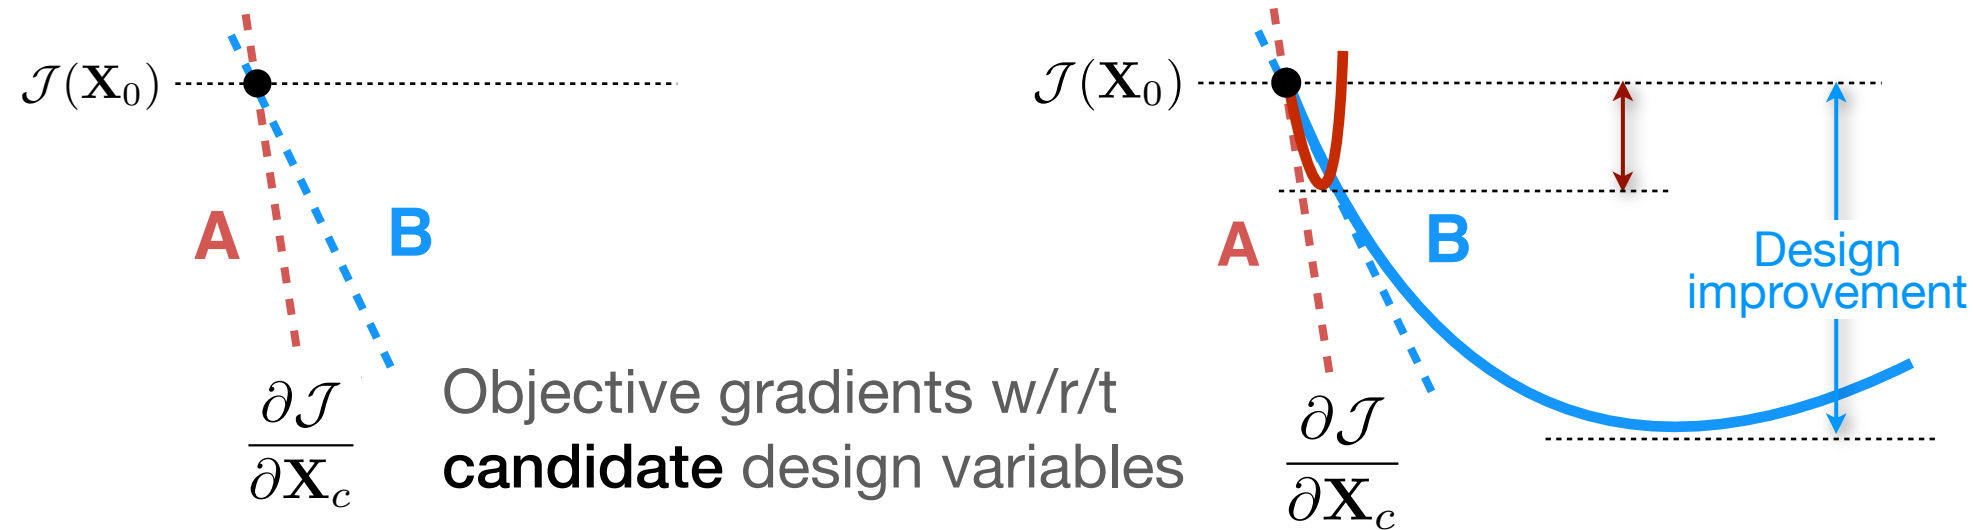 𝒥(𝐗₀)
A
B
∂𝒥
∂𝐗_c
Objective gradients w/r/t
candidate design variables
𝒥(𝐗₀)
A
B
Design
improvement
∂𝒥
∂𝐗_c